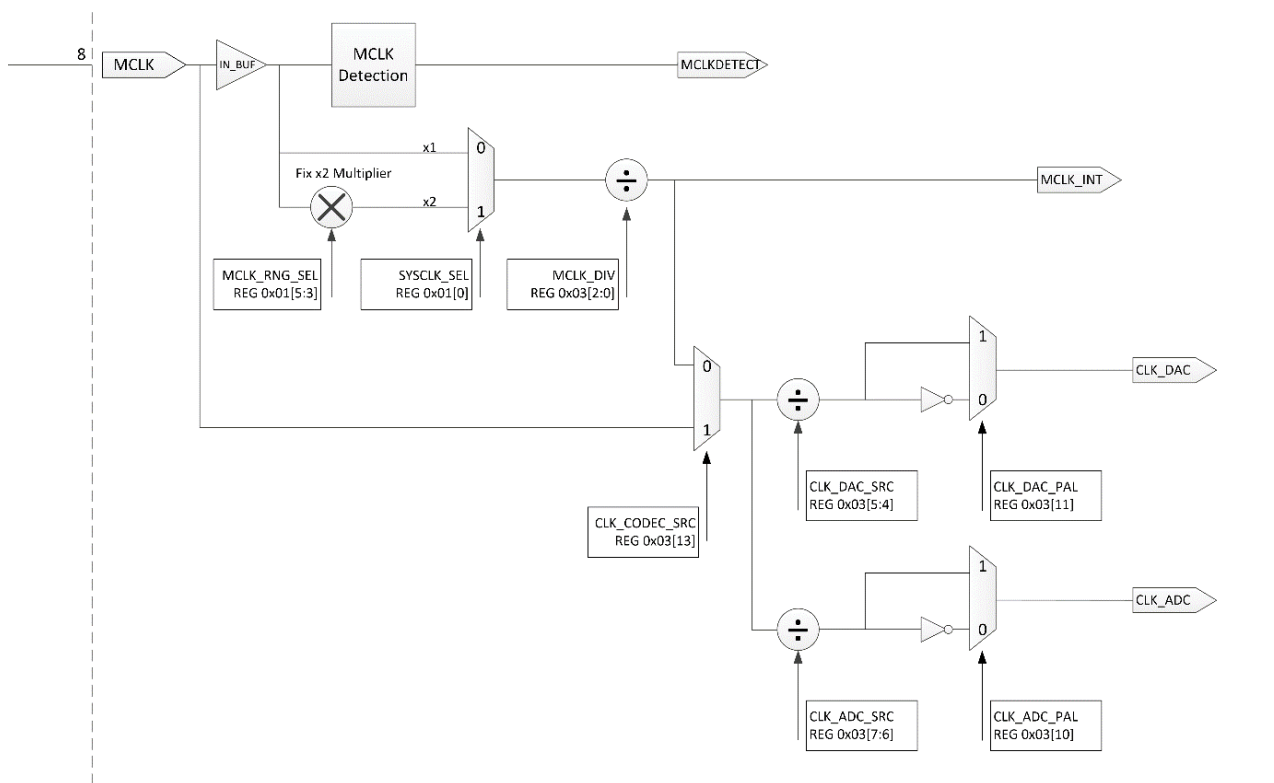 8
MCLK
IN_BUF
MCLK
Detection
MCLKDETECT
x1
0
Fix x2 Multiplier
x2
1
÷
MCLK_INT
MCLK_RNG_SEL
REG 0x01[5:3]
SYSCLK_SEL
REG 0x01[0]
MCLK_DIV
REG 0x03[2:0]
0
1
÷
1
0
CLK_DAC
CLK_DAC_SRC
REG 0x03[5:4]
CLK_DAC_PAL
REG 0x03[11]
CLK_CODEC_SRC
REG 0x03[13]
÷
1
0
CLK_ADC
CLK_ADC_SRC
REG 0x03[7:6]
CLK_ADC_PAL
REG 0x03[10]